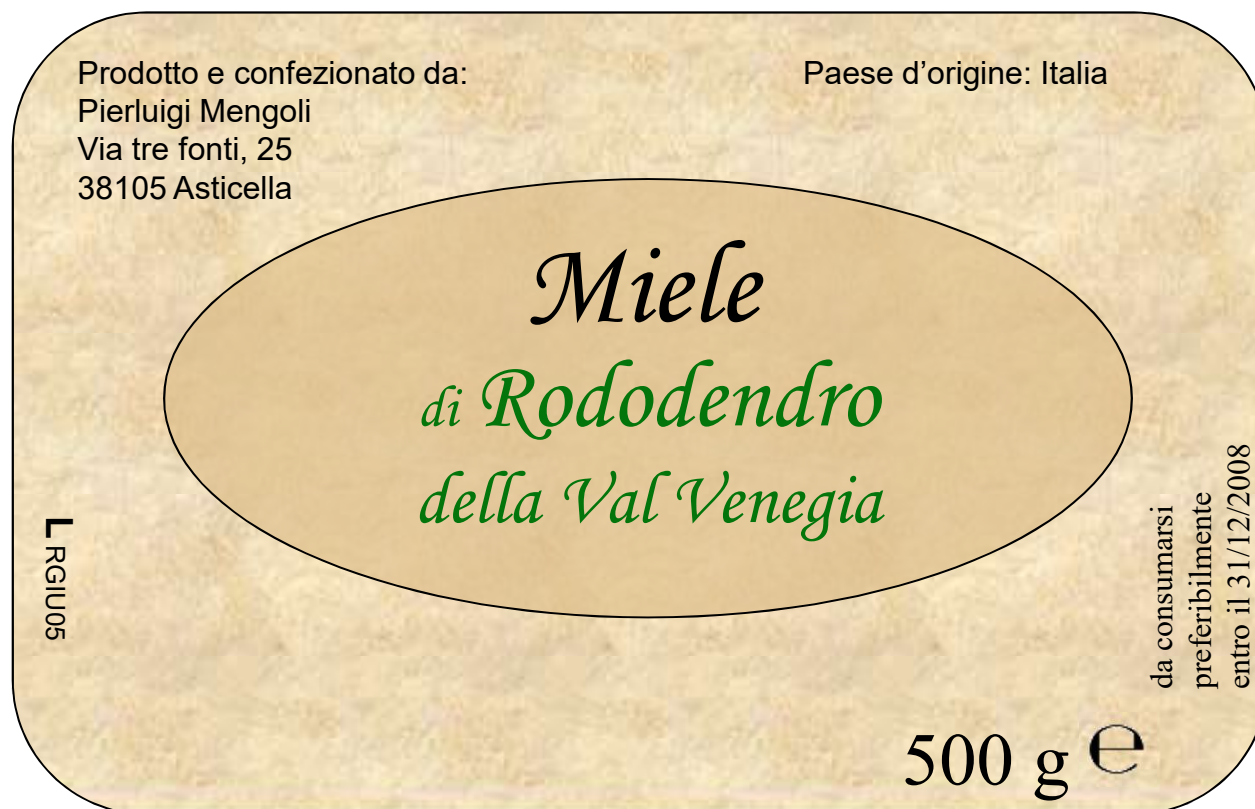 Prodotto e confezionato da:
Pierluigi Mengoli
Via tre fonti, 25
38105 Asticella
Paese d’origine: Italia
Miele
di Rododendro
della Val Venegia
L RGIU05
da consumarsi
preferibilmente
entro il 31/12/2008
500 g ℮